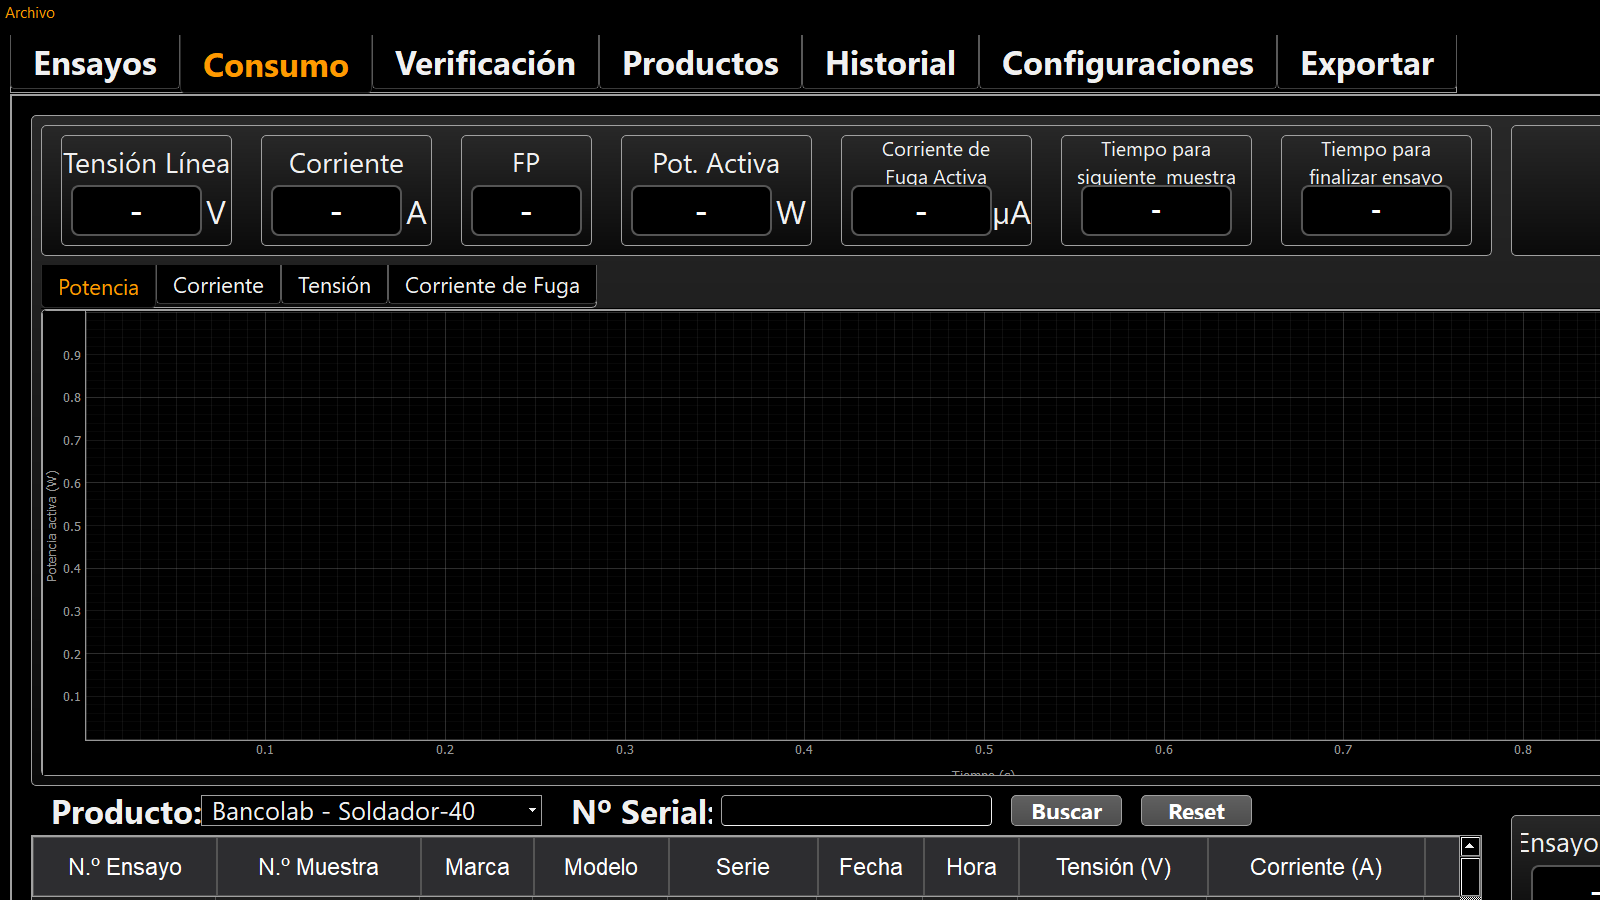 Archivo
Ensayos Consumo Verificación Productos Historial Configuraciones Exportar
Tensión Línea Corriente FP Pot. Activa Corriente de Fuga Activa Tiempo para siguiente muestra Tiempo para finalizar ensayo
- V - A - - W - µA - -
Potencia Corriente Tensión Corriente de Fuga
0.9
0.8
0.7
0.6
0.5
0.4
0.3
0.2
0.1
Potencia activa (W)
0.1 0.2 0.3 0.4 0.5 0.6 0.7 0.8
Tiempo (s)
Producto: Bancolab - Soldador-40 Nº Serial: Buscar Reset
N.º Ensayo N.º Muestra Marca Modelo Serie Fecha Hora Tensión (V) Corriente (A)
Ensayo
-